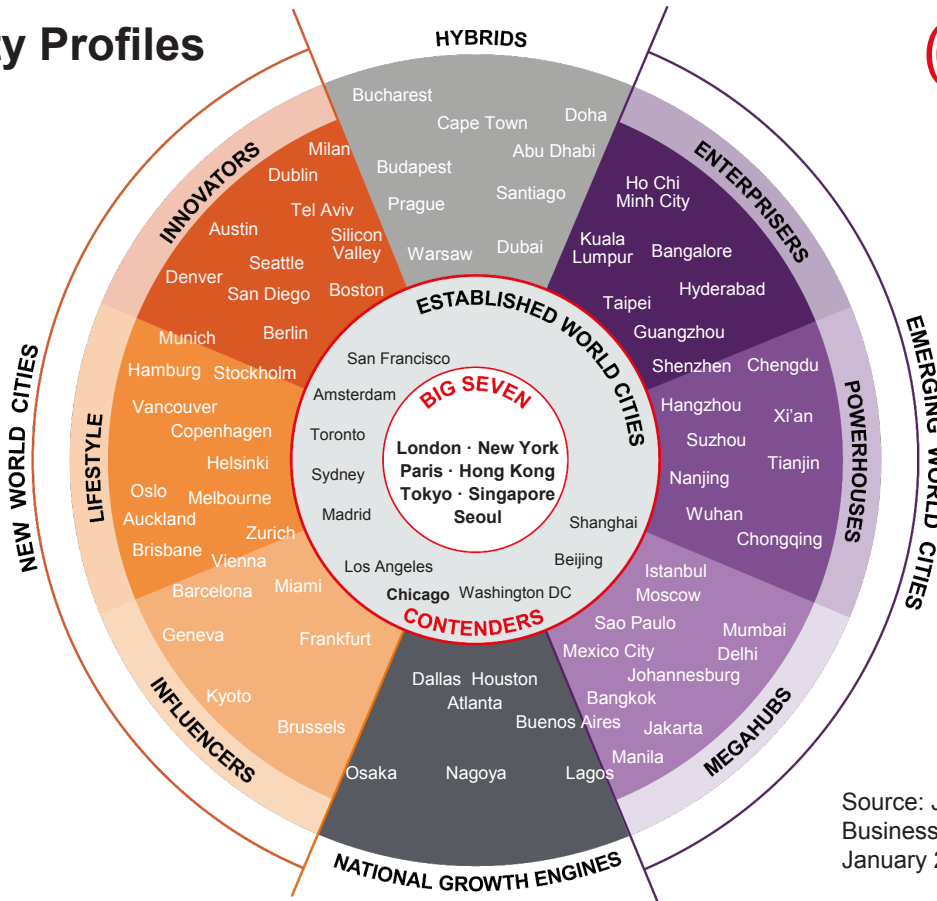 ty Profiles
HYBRIDS
Bucharest
Cape Town
Doha
Budapest
Abu Dhabi
Prague
Santiago
Warsaw
Dubai
INNOVATORS
Milan
Dublin
Tel Aviv
Austin
Silicon
Valley
Seattle
Denver
San Diego
Boston
Berlin
Munich
ENTERPRISERS
Ho Chi
Minh City
Kuala
Lumpur
Bangalore
Hyderabad
Taipei
Guangzhou
Shenzhen
NEW WORLD CITIES
LIFESTYLE
Hamburg
Stockholm
Vancouver
Copenhagen
Helsinki
Oslo
Melbourne
Auckland
Zurich
Brisbane
Vienna
ESTABLISHED WORLD CITIES
San Francisco
Amsterdam
Toronto
Sydney
Madrid
Los Angeles
Chicago
Washington DC
Beijing
Shanghai
CONTENDERS
BIG SEVEN
London · New York
Paris · Hong Kong
Tokyo · Singapore
Seoul
EMERGING WORLD CITIES
POWERHOUSES
Chengdu
Hangzhou
Xi'an
Suzhou
Tianjin
Nanjing
Wuhan
Chongqing
INFLUENCERS
Barcelona
Miami
Geneva
Frankfurt
Kyoto
Brussels
MEGAHUBS
Istanbul
Moscow
Sao Paulo
Mumbai
Mexico City
Delhi
Johannesburg
Bangkok
Jakarta
Manila
NATIONAL GROWTH ENGINES
Dallas Houston
Atlanta
Buenos Aires
Osaka
Nagoya
Lagos
Source: J
Business
January 2